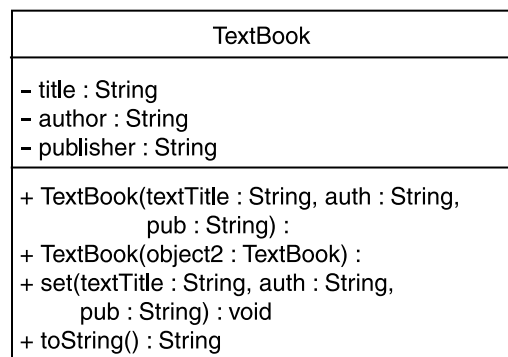 TextBook
– title : String
– author : String
– publisher : String
+ TextBook(textTitle : String, auth : String,
pub : String) :
+ TextBook(object2 : TextBook) :
+ set(textTitle : String, auth : String,
pub : String) : void
+ toString() : String